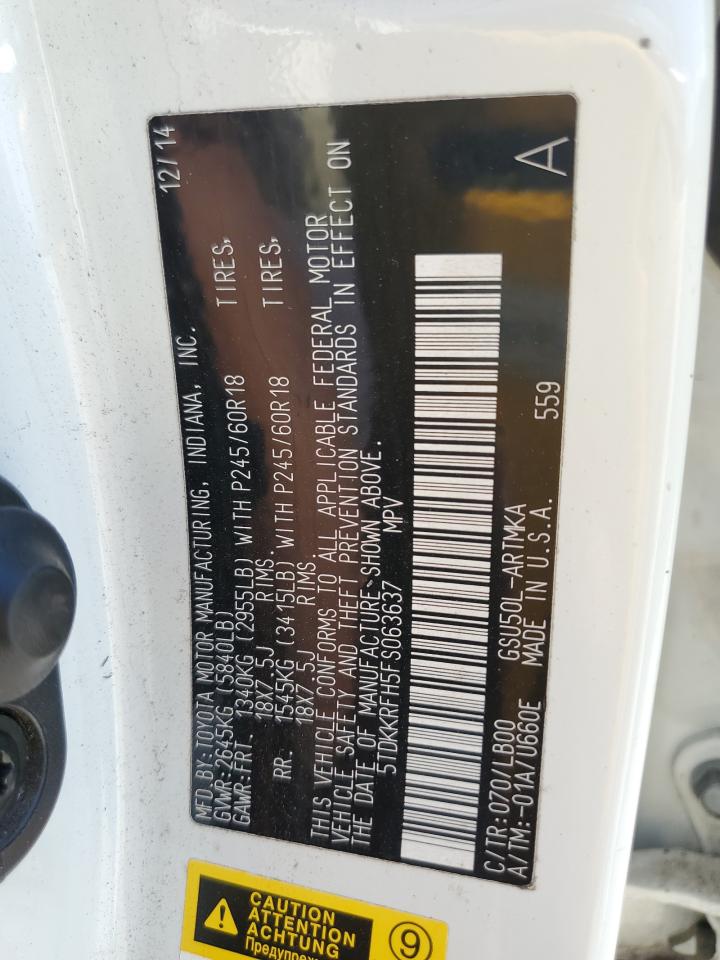 MFD. BY: TOYOTA MOTOR MANUFACTURING, INDIANA, INC. 12/14
GVWR: 2645KG (5840LB)
GAWR: FRT. 1340KG (2955LB) WITH P245/60R18 TIRES,
18X7.5J RIMS.
RR. 1545KG (3415LB) WITH P245/60R18 TIRES,
18X7.5J RIMS.
THIS VEHICLE CONFORMS TO ALL APPLICABLE FEDERAL MOTOR
VEHICLE SAFETY AND THEFT PREVENTION STANDARDS IN EFFECT ON
THE DATE OF MANUFACTURE SHOWN ABOVE.
5TDKKRFH5FS063637 MPV
C/TR: 070/LB00 GSU50L-ARTMKA 559 A
A/TM: -01A/U660E MADE IN U.S.A.
CAUTION
ATTENTION
ACHTUNG
9